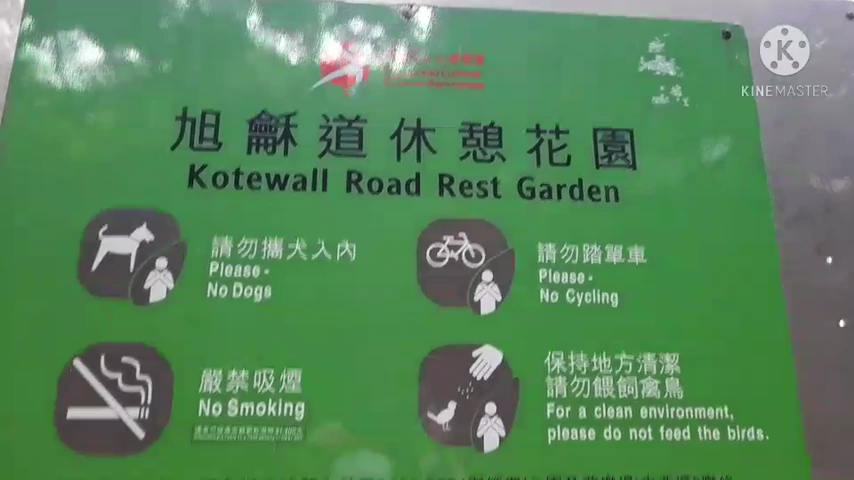 K
KINEMASTER
旭龢道休憩花園
Kotewall Road Rest Garden
請勿攜犬入內
Please -
No Dogs
請勿踏單車
Please -
No Cycling
嚴禁吸煙
No Smoking
保持地方清潔
請勿餵飼禽鳥
For a clean environment,
please do not feed the birds.